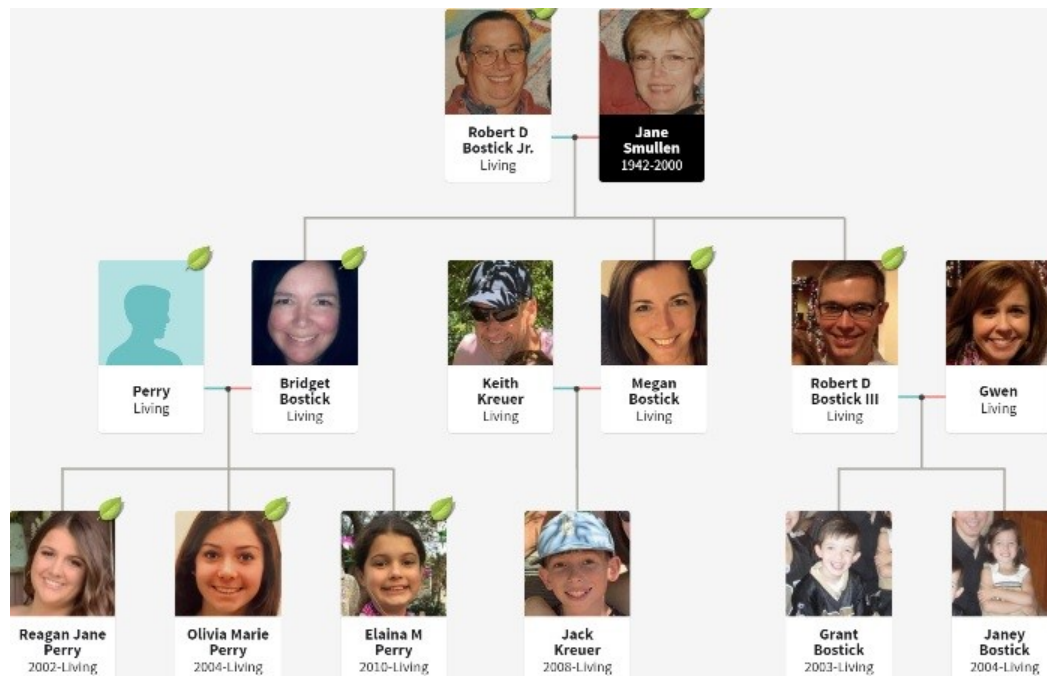 Robert D
Bostick Jr.
Living
Jane
Smullen
1942-2000
Perry
Living
Bridget
Bostick
Living
Keith
Kreuer
Living
Megan
Bostick
Living
Robert D
Bostick III
Living
Gwen
Living
Reagan Jane
Perry
2002-Living
Olivia Marie
Perry
2004-Living
Elaina M
Perry
2010-Living
Jack
Kreuer
2008-Living
Grant
Bostick
2003-Living
Janey
Bostick
2004-Living